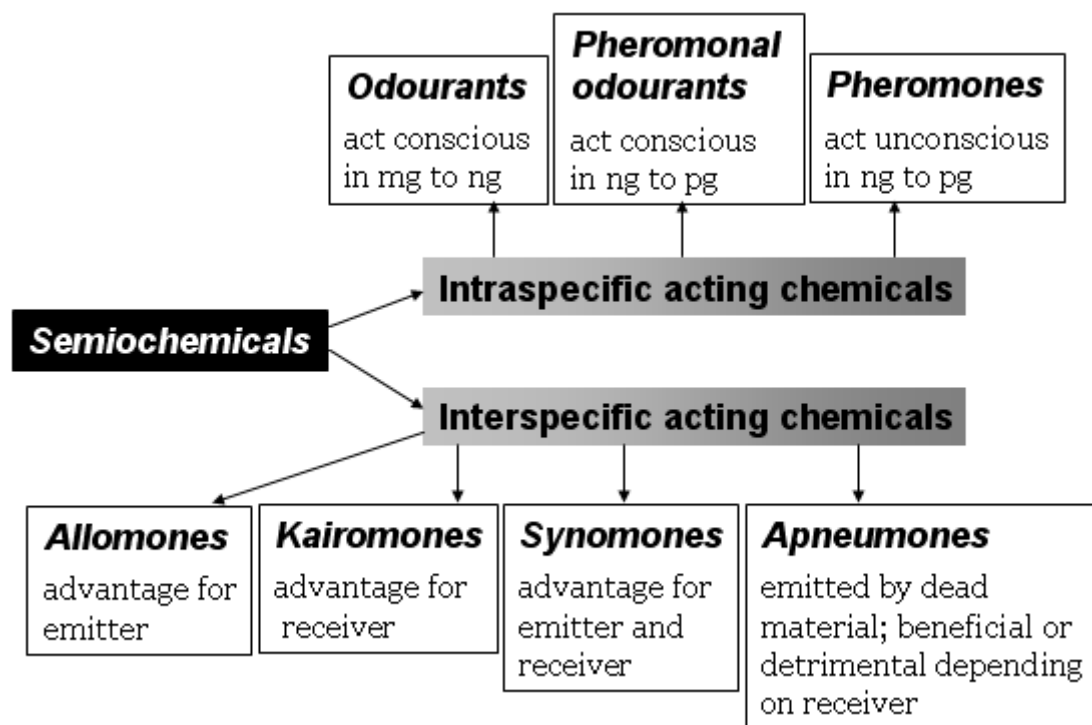 Odourants
act conscious
in mg to ng
Pheromonal
odourants
act conscious
in ng to pg
Pheromones
act unconscious
in ng to pg
Intraspecific acting chemicals
Semiochemicals
Interspecific acting chemicals
Allomones
advantage for
emitter
Kairomones
advantage for
receiver
Synomones
advantage for
emitter and
receiver
Apneumones
emitted by dead
material; beneficial or
detrimental depending
on receiver